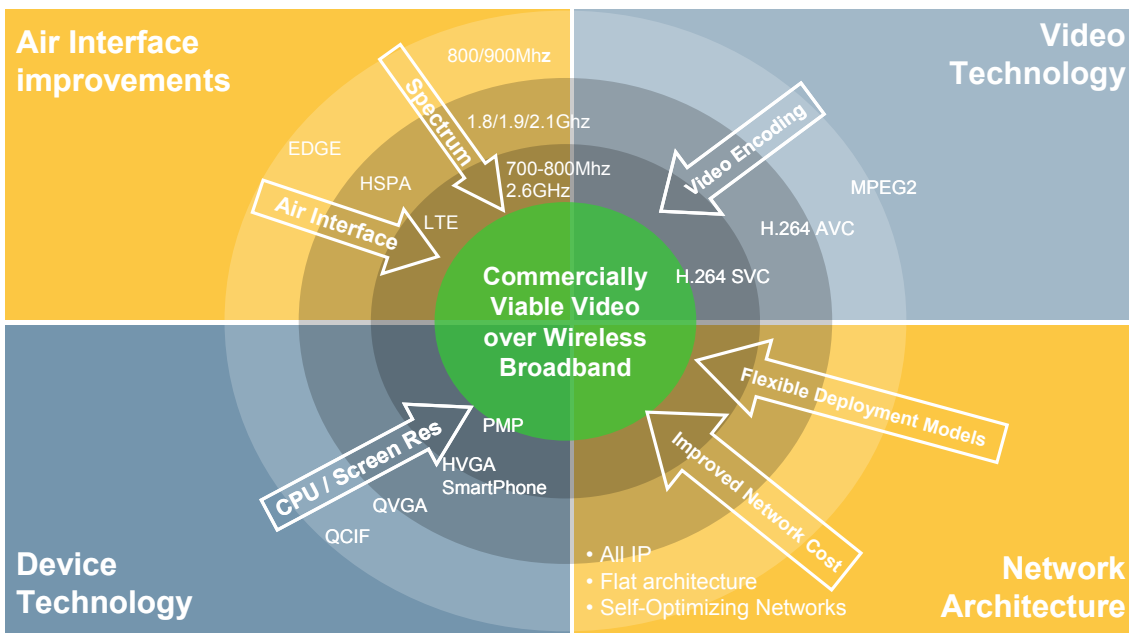 Air Interface
improvements
800/900Mhz
Spectrum
1.8/1.9/2.1Ghz
EDGE
HSPA
700-800Mhz
2.6GHz
Air Interface
LTE
Video
Technology
Video Encoding
MPEG2
H.264 AVC
H.264 SVC
Commercially
Viable Video
over Wireless
Broadband
CPU / Screen Res
PMP
HVGA
SmartPhone
QVGA
QCIF
Device
Technology
Flexible Deployment Models
Improved Network Cost
• All IP
• Flat architecture
• Self-Optimizing Networks
Network
Architecture